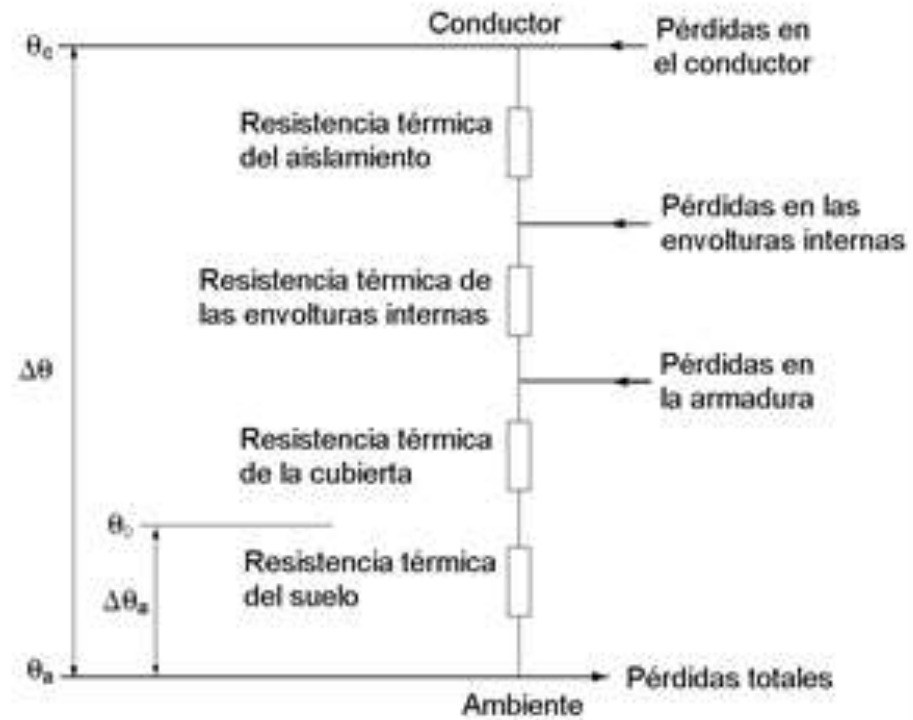 Conductor
θc
Pérdidas en
el conductor
Resistencia térmica
del aislamiento
Pérdidas en las
envolturas internas
Resistencia térmica de
las envolturas internas
Δθ
Pérdidas en
la armadura
Resistencia térmica
de la cubierta
Resistencia térmica
del suelo
θa
Pérdidas totales
Ambiente